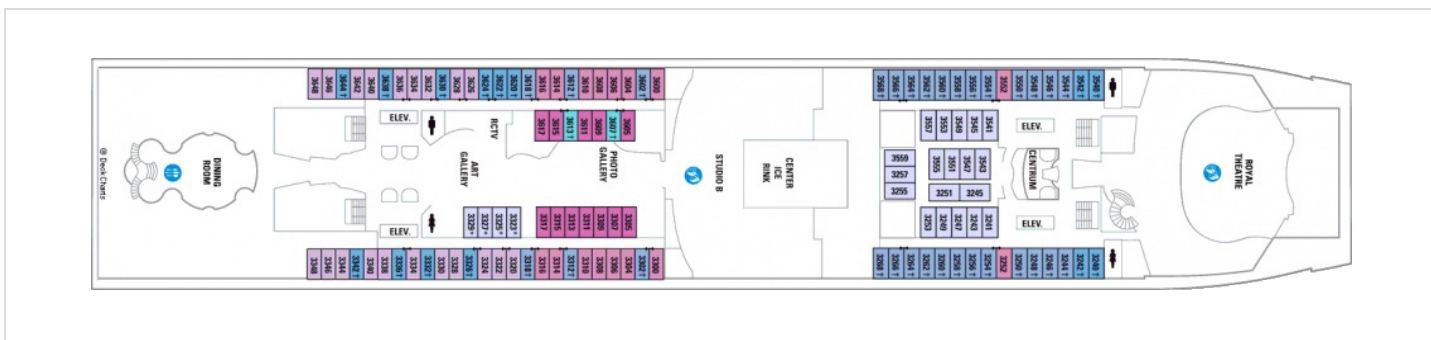 3648 3646 3644† 3642 3640 3638† 3636 3634 3632 3630† 3628 3626 3624† 3622† 3620† 3618† 3616 3614 3612† 3610 3608 3606 3604 3602† 3600
3568† 3566† 3564† 3562† 3560† 3558† 3556† 3554† 3552 3550† 3548† 3546† 3544† 3542† 3540†
ELEV.
RCTV
3617 3615 3613† 3611 3609 3607† 3605
3557 3553 3549 3545 3541
ELEV.
@ Deck Charts
DINING
ROOM
ART
GALLERY
PHOTO
GALLERY
STUDIO B
CENTER
ICE
RINK
3559
3257
3255
3555 3551 3547 3543
3251 3245
CENTRUM
ROYAL
THEATRE
ELEV.
3329* 3327* 3325* 3323*
3317 3315 3313 3311 3309 3307 3305
3253 3249 3247 3243 3241
ELEV.
3348 3346 3344 3342† 3340 3338 3336† 3334 3332† 3330 3328 3326† 3324 3322 3320 3318† 3316 3314 3312† 3310 3308 3306 3304 3302† 3300
3268† 3266† 3264† 3262† 3260† 3258† 3256† 3254† 3252 3250† 3248† 3246† 3244† 3242† 3240†